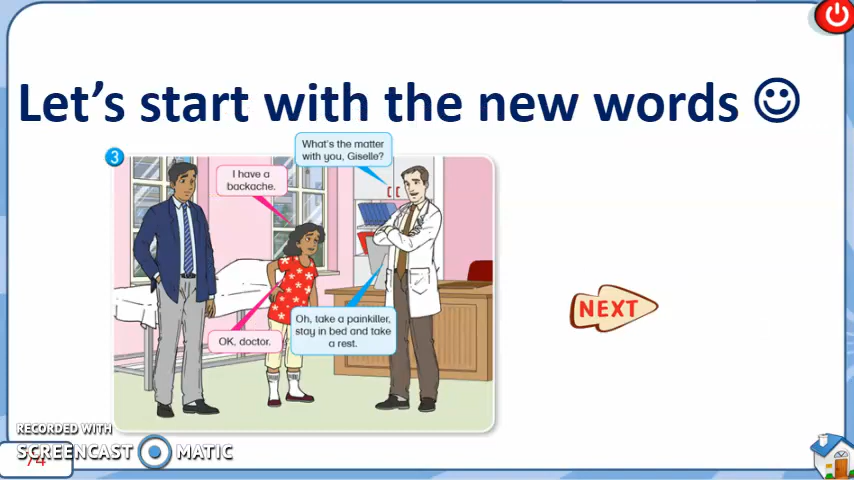 Let's start with the new words
3
What's the matter
with you, Giselle?
I have a
backache.
Oh, take a painkiller,
stay in bed and take
a rest.
OK, doctor.
NEXT
RECORDED WITH
SCREENCAST MATIC
74